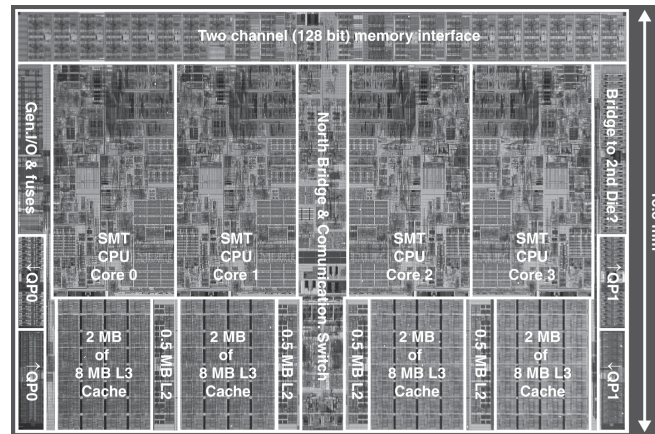 Two channel (128 bit) memory interface
Gen.I/O & fuses
North Bridge & Comunication. Switch
Bridge to 2nd Die?
SMT
CPU
Core 0
SMT
CPU
Core 1
SMT
CPU
Core 2
SMT
CPU
Core 3
↓QP0
↑QP0
↓QP1
↓QP1
2 MB
of
8 MB L3
Cache
0.5 MB L2
2 MB
of
8 MB L3
Cache
0.5 MB L2
0.5 MB L2
2 MB
of
8 MB L3
Cache
0.5 MB L2
2 MB
of
8 MB L3
Cache